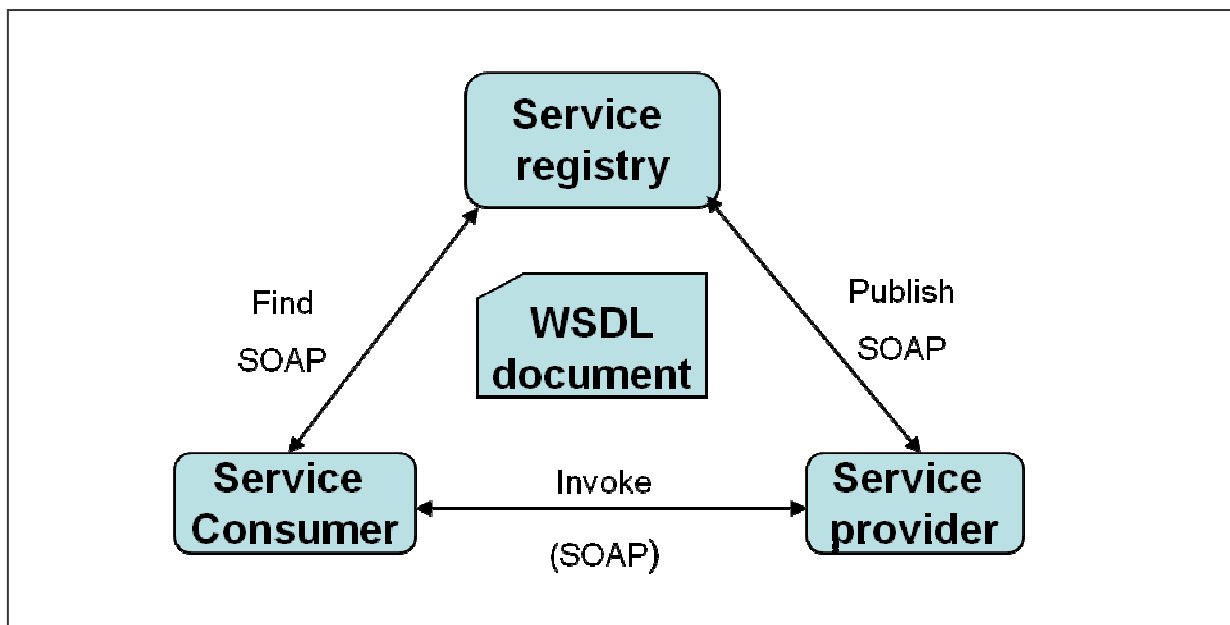 Service
registry
Find
SOAP
WSDL
document
Publish
SOAP
Service
Consumer
Invoke
(SOAP)
Service
provider